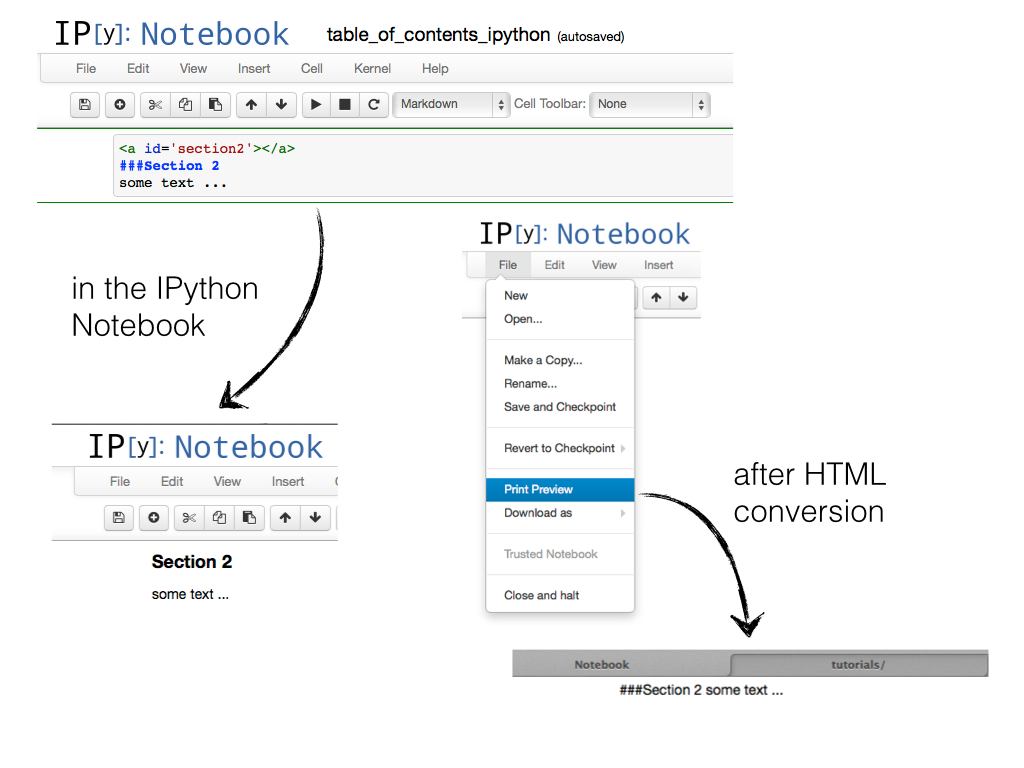 IP[y]: Notebook table_of_contents_ipython (autosaved)
File Edit View Insert Cell Kernel Help
Markdown Cell Toolbar: None
<a id='section2'></a>
###Section 2
some text ...
in the IPython
Notebook
IP[y]: Notebook
File Edit View Insert
Section 2
some text ...
IP[y]: Notebook
File Edit View Insert
New
Open...
Make a Copy...
Rename...
Save and Checkpoint
Revert to Checkpoint
Print Preview
Download as
Trusted Notebook
Close and halt
after HTML
conversion
Notebook tutorials/
###Section 2 some text ...